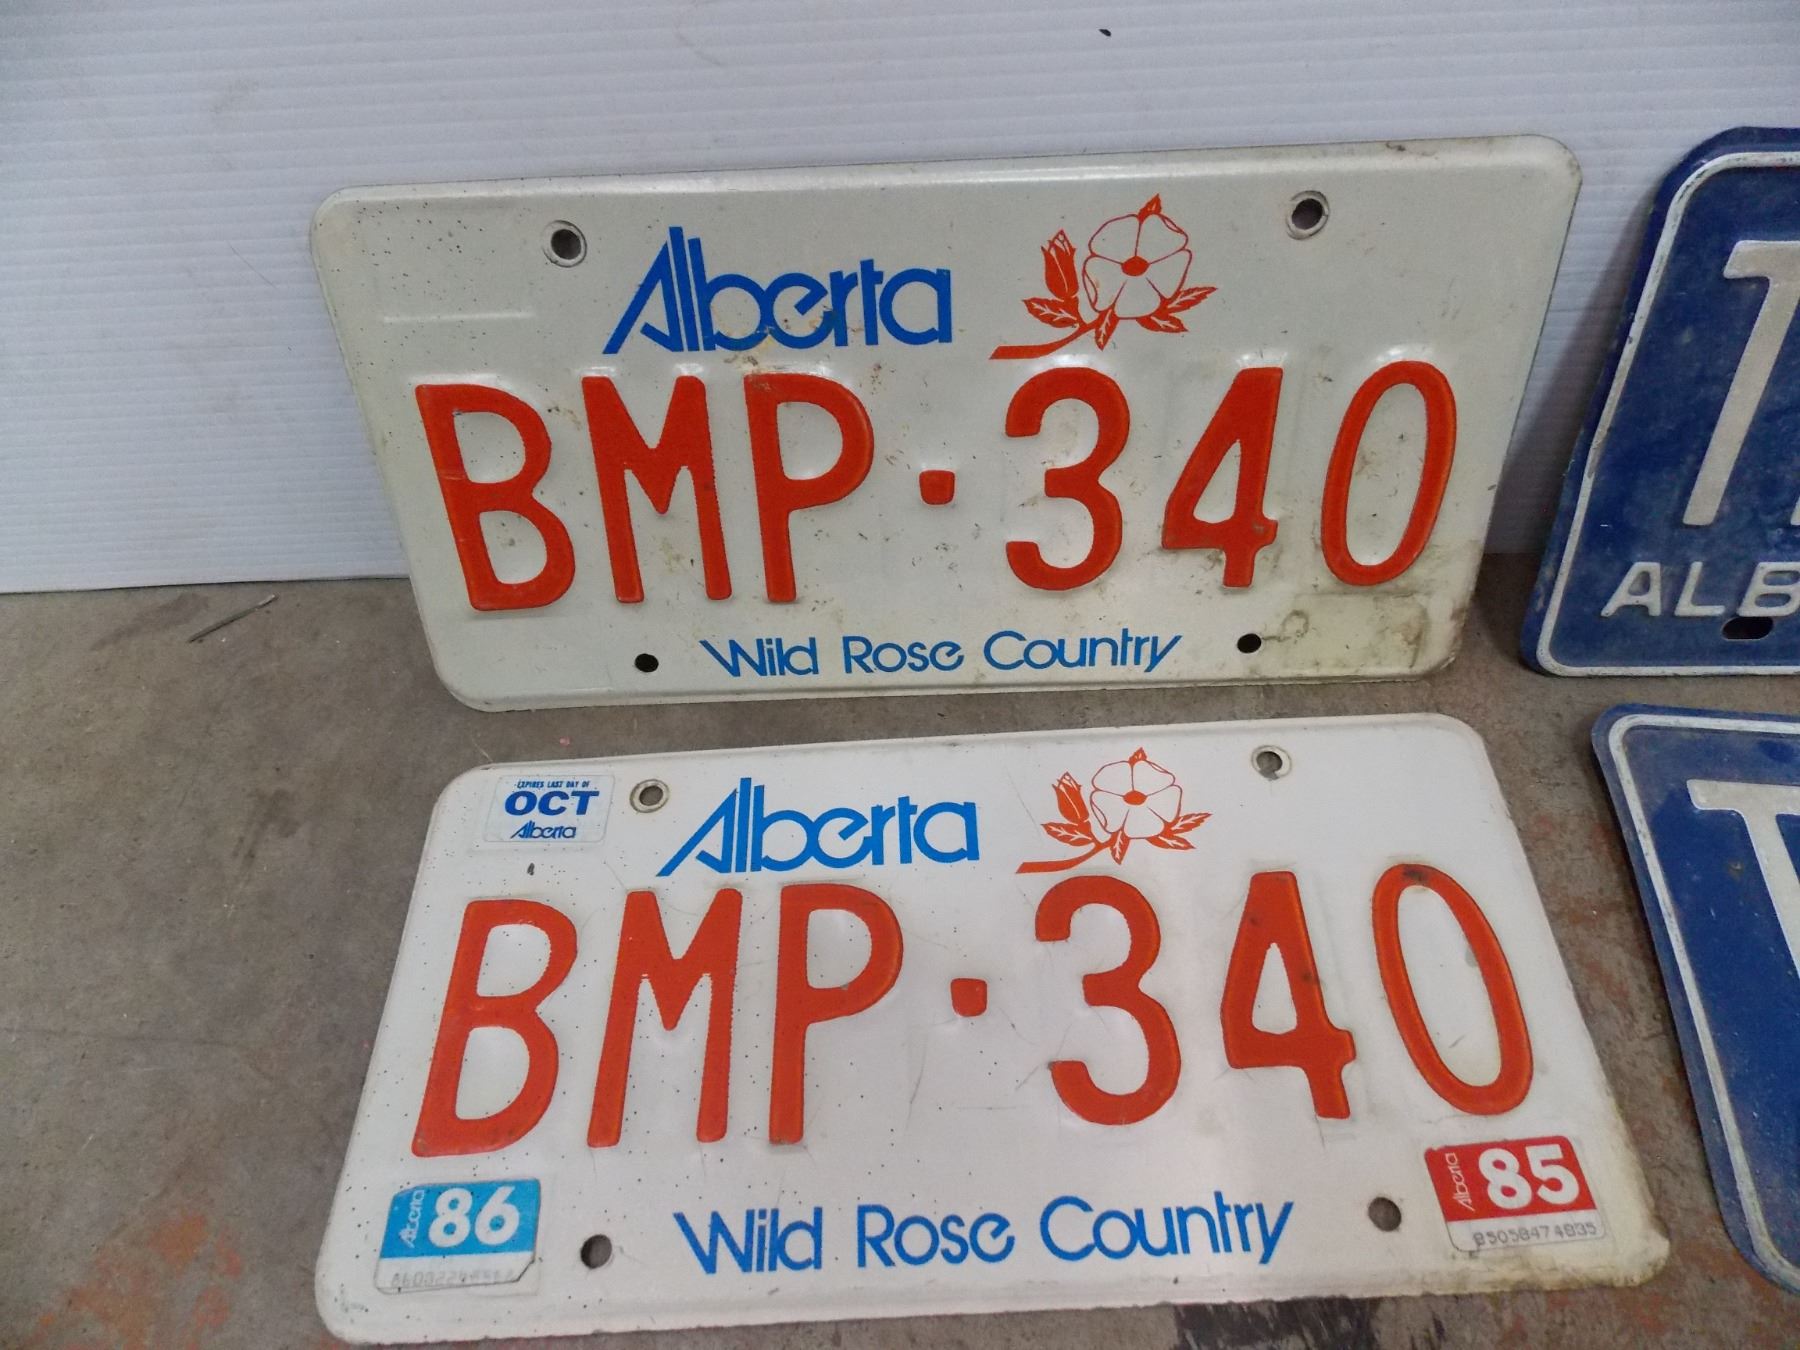 Alberta
BMP·340
Wild Rose Country
ALB
EXPIRES LAST DAY OF
OCT
Alberta
Alberta
BMP·340
Alberta 86
Wild Rose Country
Alberta 85
85058474835